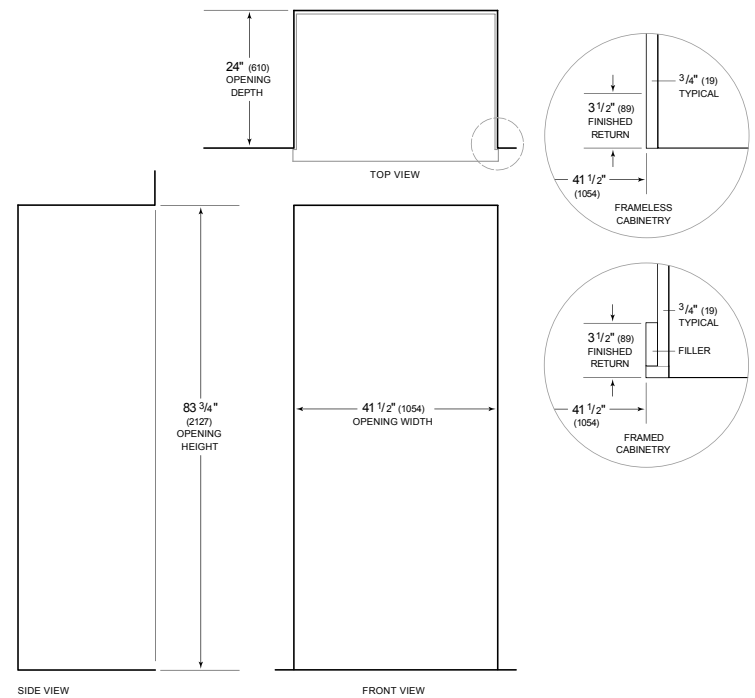 24" (610)
OPENING
DEPTH
TOP VIEW
3/4" (19)
TYPICAL
3 1/2" (89)
FINISHED
RETURN
41 1/2"
(1054)
FRAMELESS
CABINETRY
3/4" (19)
TYPICAL
3 1/2" (89)
FINISHED
RETURN
FILLER
41 1/2"
(1054)
FRAMED
CABINETRY
83 3/4"
(2127)
OPENING
HEIGHT
41 1/2" (1054)
OPENING WIDTH
SIDE VIEW
FRONT VIEW